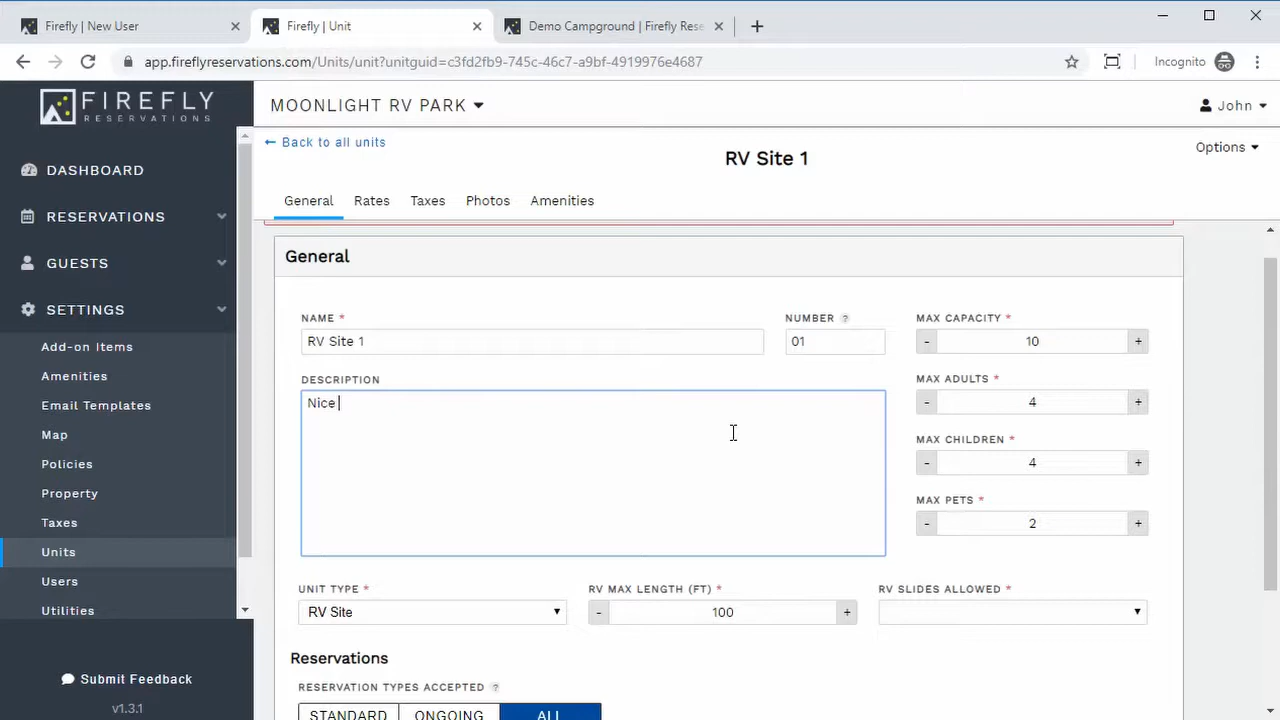 Firefly | New User
Firefly | Unit
Demo Campground | Firefly Rese
app.fireflyreservations.com/Units/unit?unitguid=c3fd2fb9-745c-46c7-a9bf-4919976e4687
Incognito
FIREFLY
RESERVATIONS
MOONLIGHT RV PARK
John
← Back to all units
RV Site 1
Options
DASHBOARD
RESERVATIONS
GUESTS
SETTINGS
Add-on Items
Amenities
Email Templates
Map
Policies
Property
Taxes
Units
Users
Utilities
Submit Feedback
v1.3.1
General Rates Taxes Photos Amenities
General
NAME *
RV Site 1
NUMBER ?
01
MAX CAPACITY *
- 10 +
DESCRIPTION
Nice
MAX ADULTS *
- 4 +
MAX CHILDREN *
- 4 +
MAX PETS *
- 2 +
UNIT TYPE *
RV Site
RV MAX LENGTH (FT) *
- 100 +
RV SLIDES ALLOWED *
Reservations
RESERVATION TYPES ACCEPTED ?
STANDARD ONGOING ALL